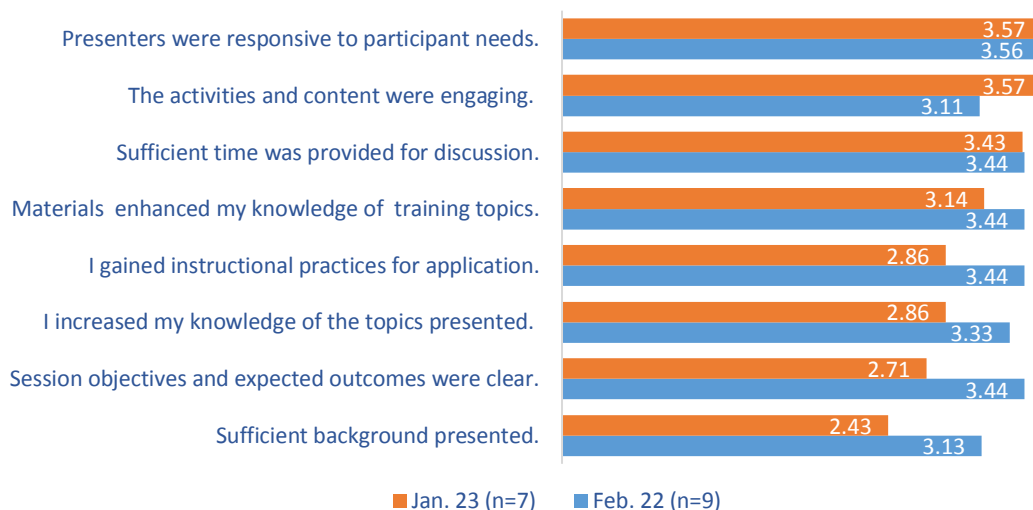 Presenters were responsive to participant needs.
3.57
3.56
The activities and content were engaging.
3.57
3.11
Sufficient time was provided for discussion.
3.43
3.44
Materials  enhanced my knowledge of  training topics.
3.14
3.44
I gained instructional practices for application.
2.86
3.44
I increased my knowledge of the topics presented.
2.86
3.33
Session objectives and expected outcomes were clear.
2.71
3.44
Sufficient background presented.
2.43
3.13
Jan. 23 (n=7) Feb. 22 (n=9)